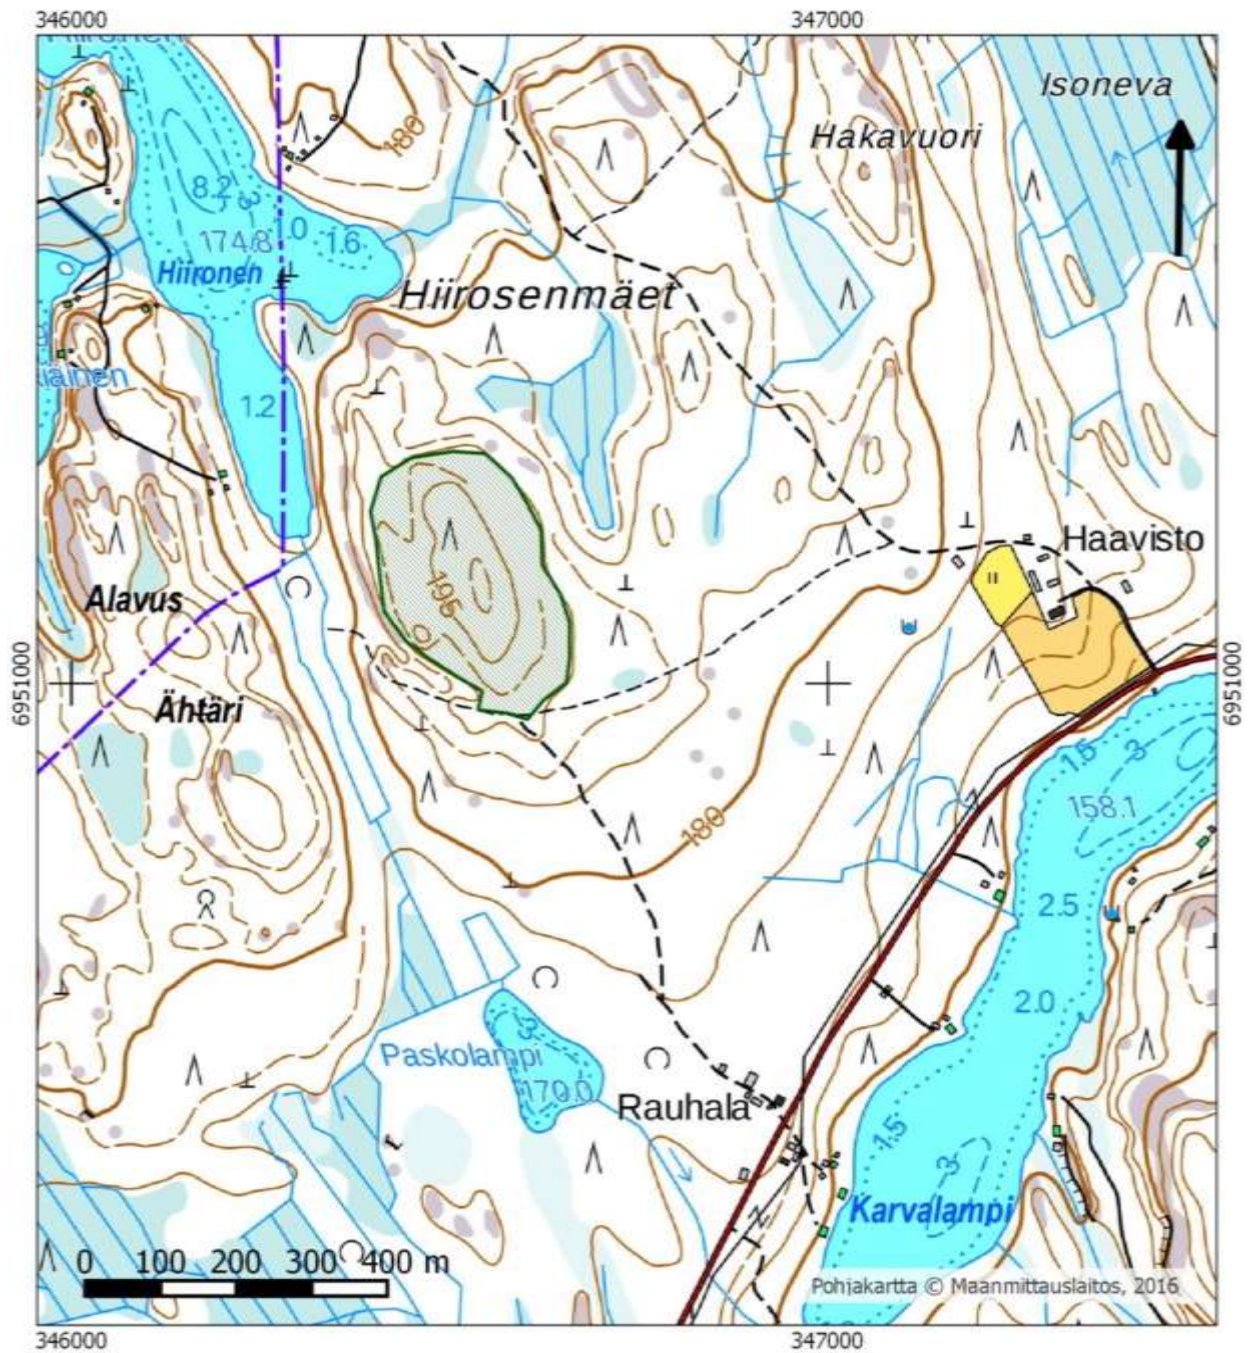 346000 347000
Isoneva
Hakavuori
180
8.2 3
1.0
1.6
174.8
Hiironen
Hiirosenmäet
1.2
Haavisto
195
Alavus
6951000
6951000
Ähtäri
1.5
3
158.1
180
2.5
2.0
3
Paskolampi
170.0
Rauhala
1.5
3
Karvalampi
0 100 200 300 400 m
Pohjakartta © Maanmittauslaitos, 2016
346000 347000